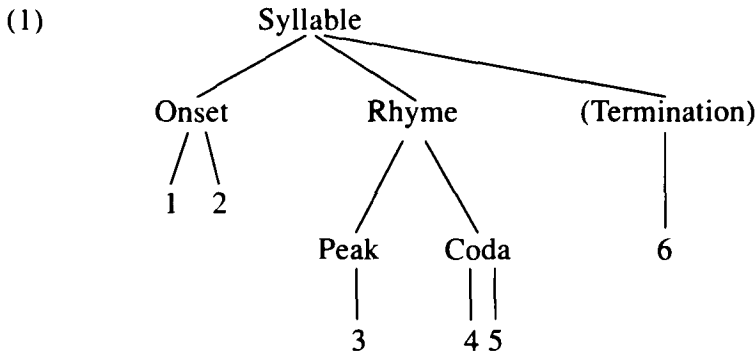 (1) Syllable
Onset Rhyme (Termination)
1 2
Peak Coda 6
3 4 5